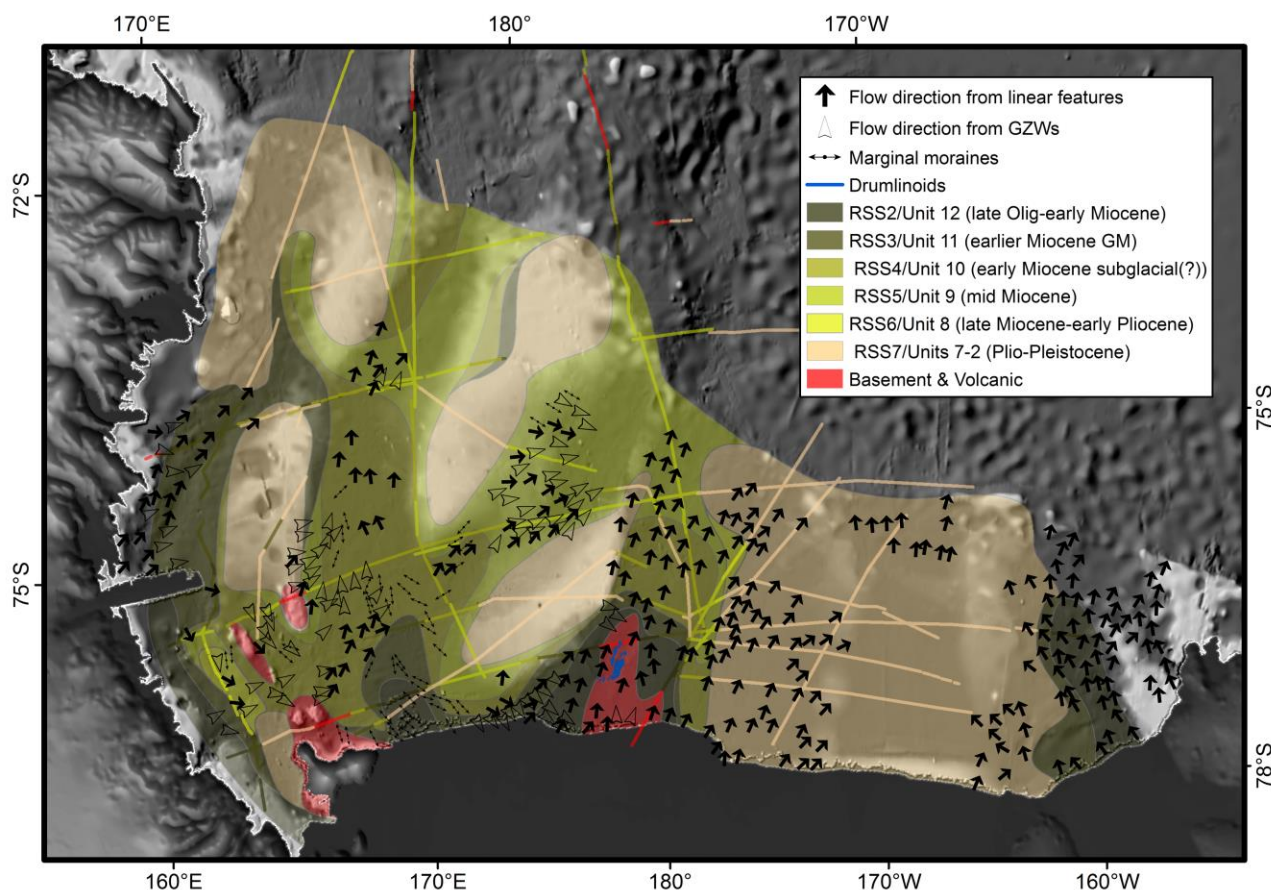 170°E
180°
170°W
72°S
75°S
75°S
78°S
Flow direction from linear features
Flow direction from GZWs
Marginal moraines
Drumlinoids
RSS2/Unit 12 (late Olig-early Miocene)
RSS3/Unit 11 (earlier Miocene GM)
RSS4/Unit 10 (early Miocene subglacial(?))
RSS5/Unit 9 (mid Miocene)
RSS6/Unit 8 (late Miocene-early Pliocene)
RSS7/Units 7-2 (Plio-Pleistocene)
Basement & Volcanic
160°E
170°E
180°
170°W
160°W